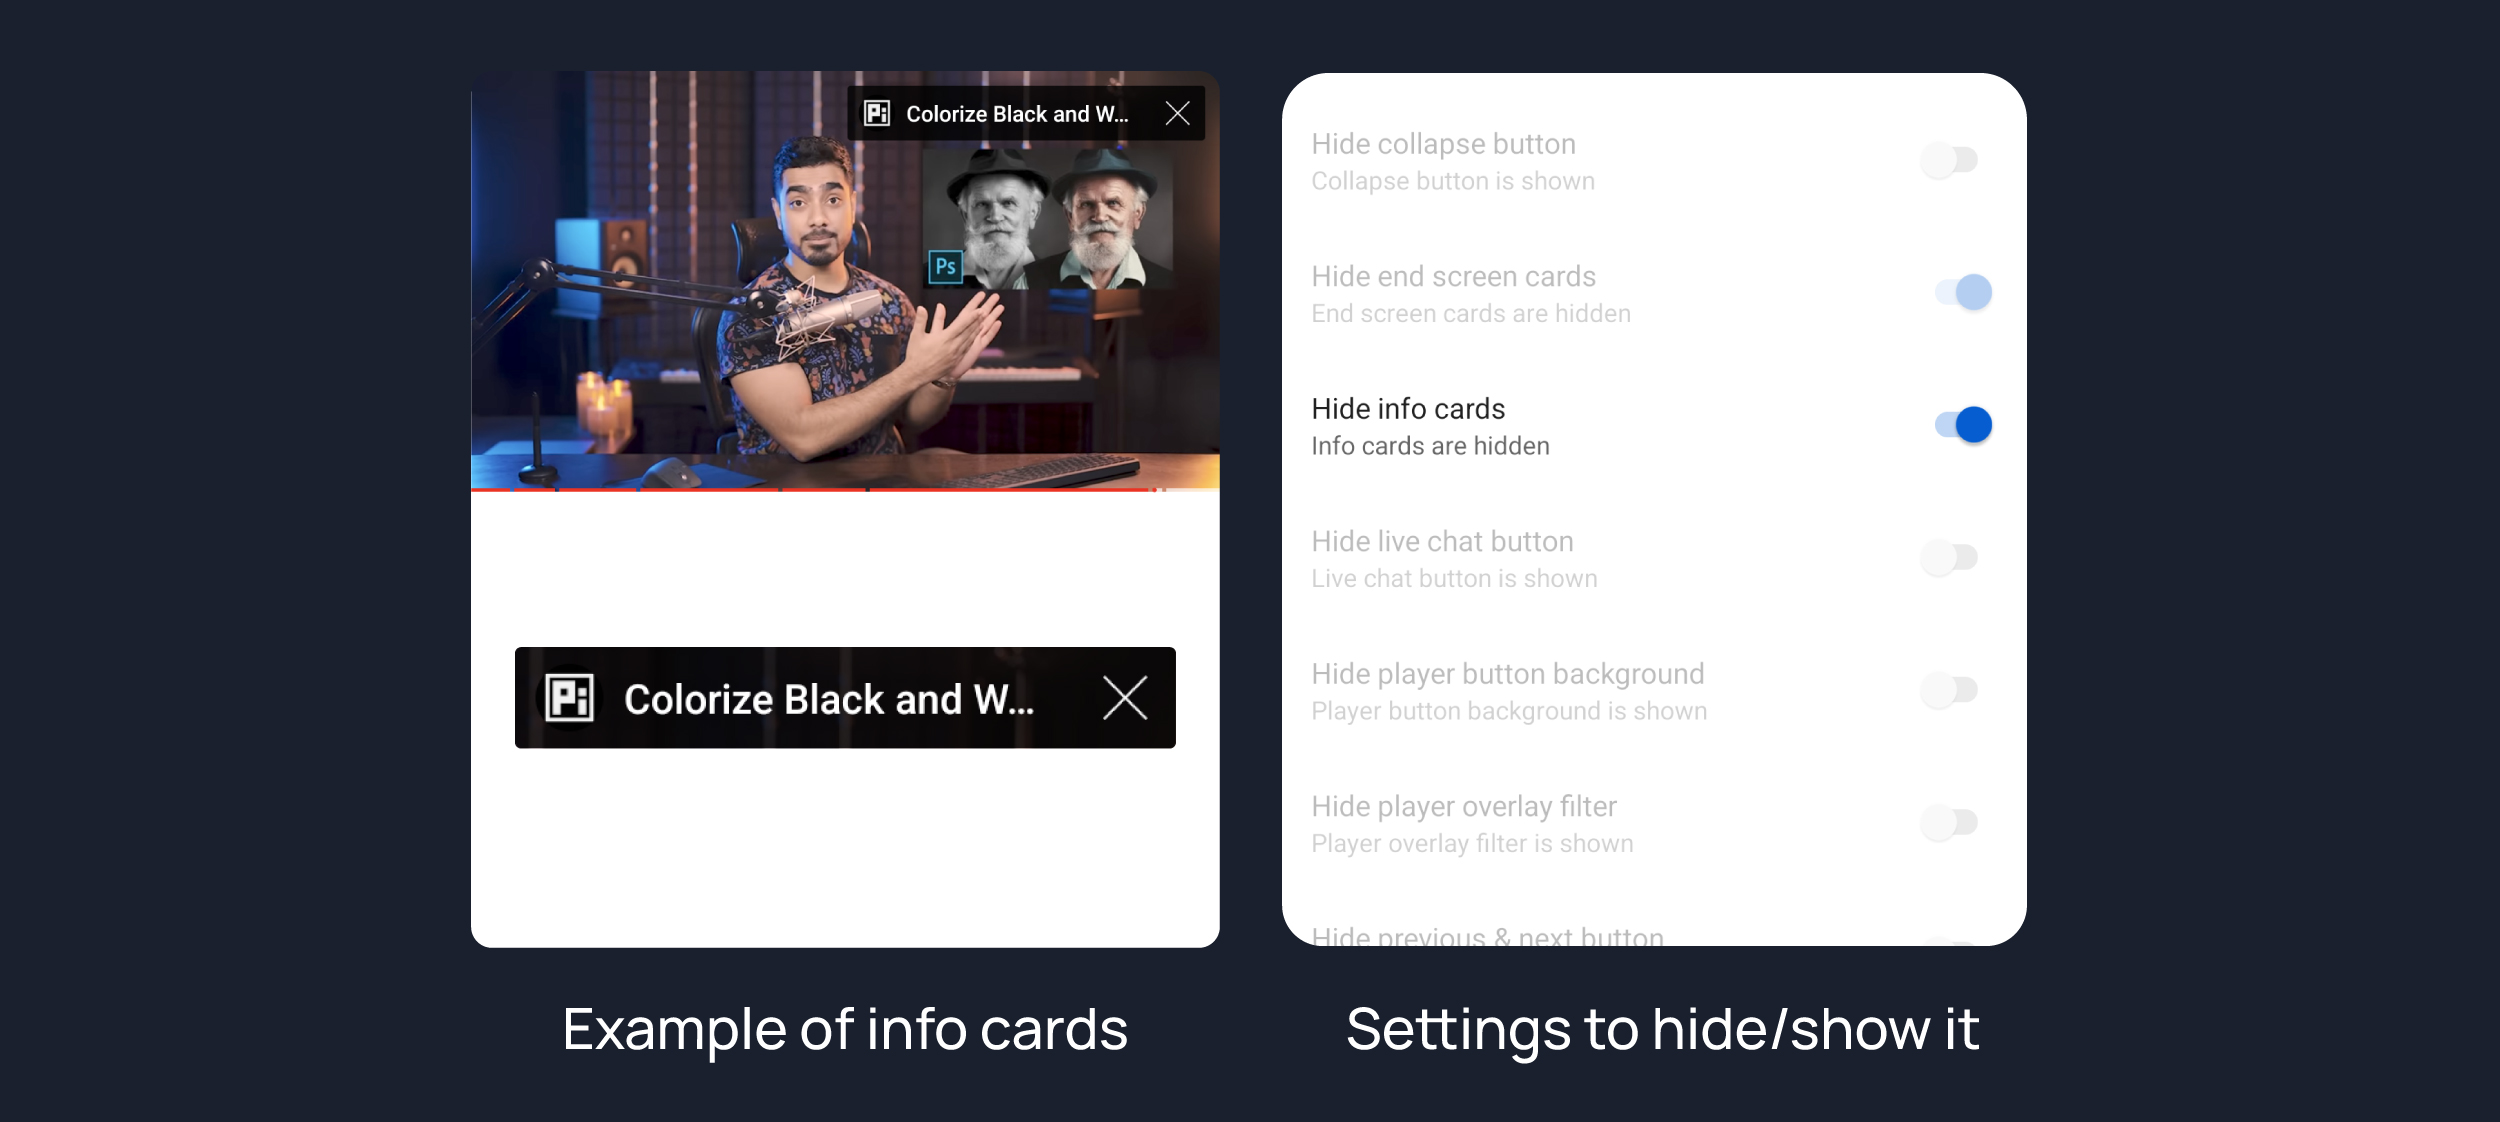 Colorize Black and W...
Ps
Colorize Black and W...
Example of info cards
Hide collapse button
Collapse button is shown
Hide end screen cards
End screen cards are hidden
Hide info cards
Info cards are hidden
Hide live chat button
Live chat button is shown
Hide player button background
Player button background is shown
Hide player overlay filter
Player overlay filter is shown
Hide previous & next button
Settings to hide/show it